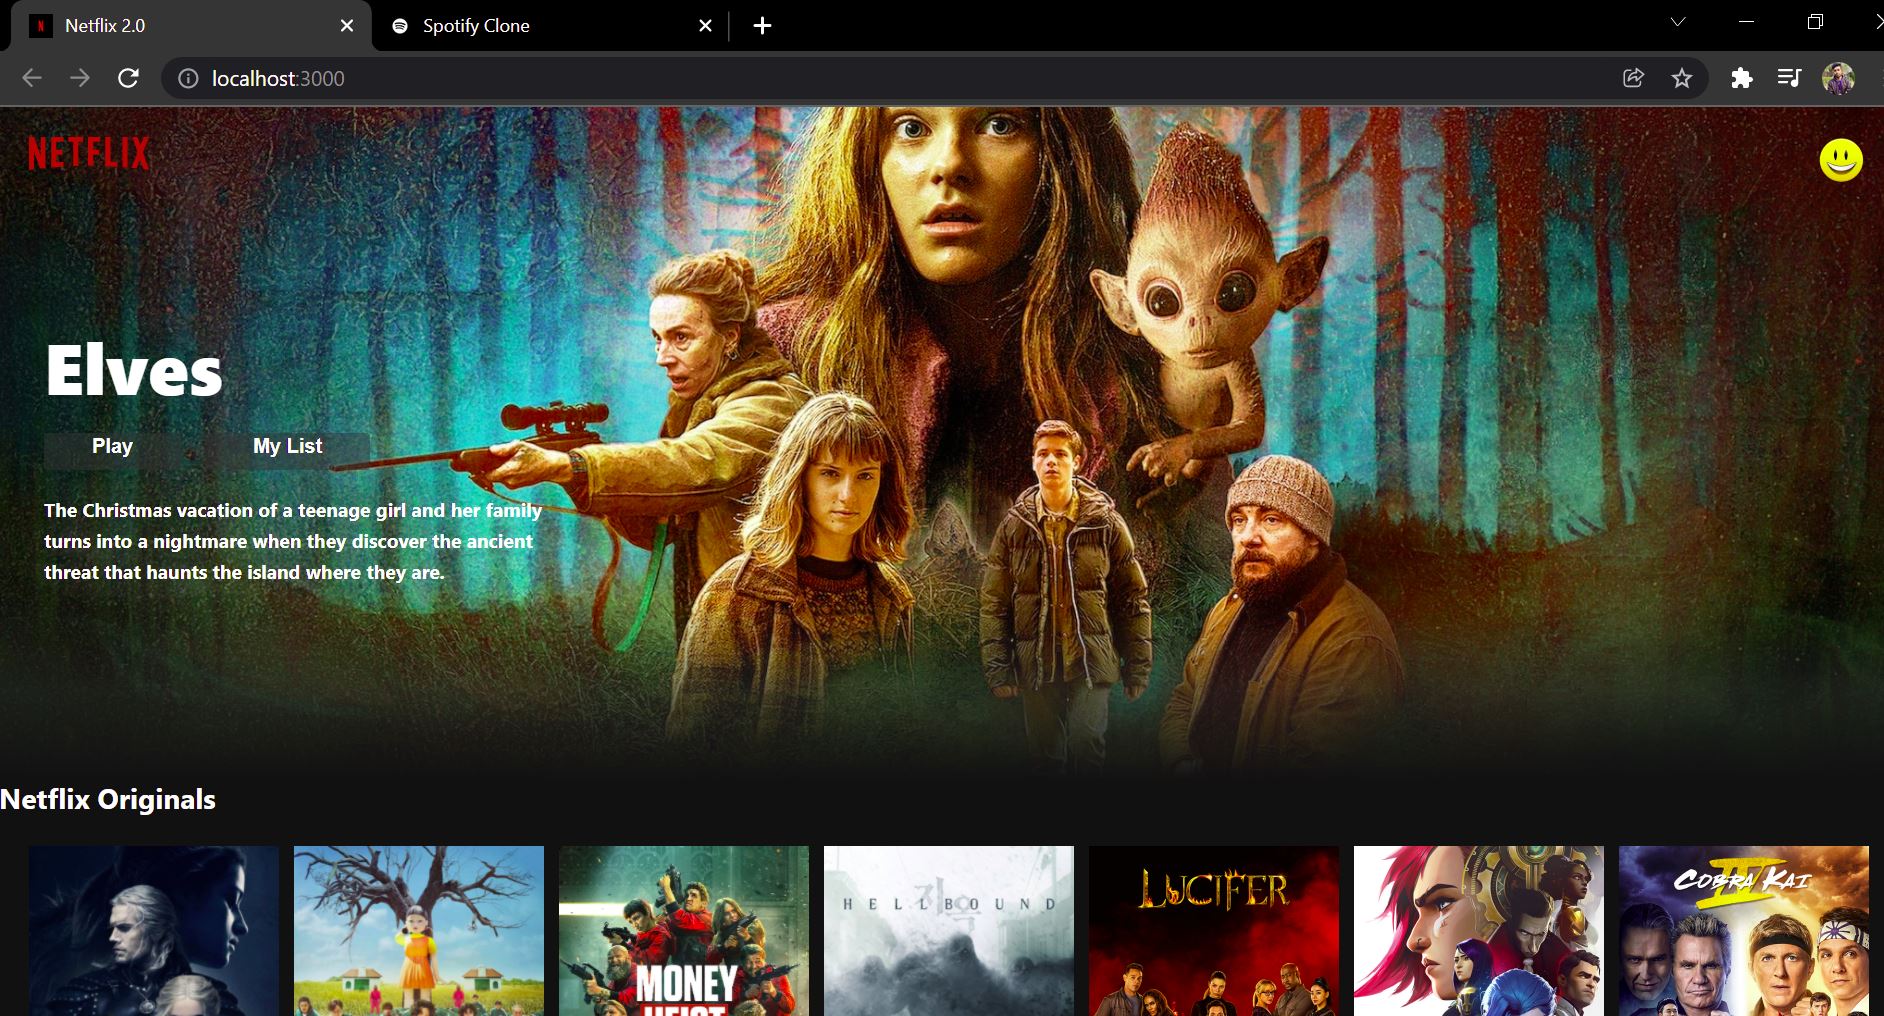 Netflix 2.0
Spotify Clone
localhost:3000
NETFLIX
Elves
Play
My List
The Christmas vacation of a teenage girl and her family
turns into a nightmare when they discover the ancient
threat that haunts the island where they are.
Netflix Originals
MONEY
HEIST
HELLBOUND
LUCIFER
COBRA KAI
IV